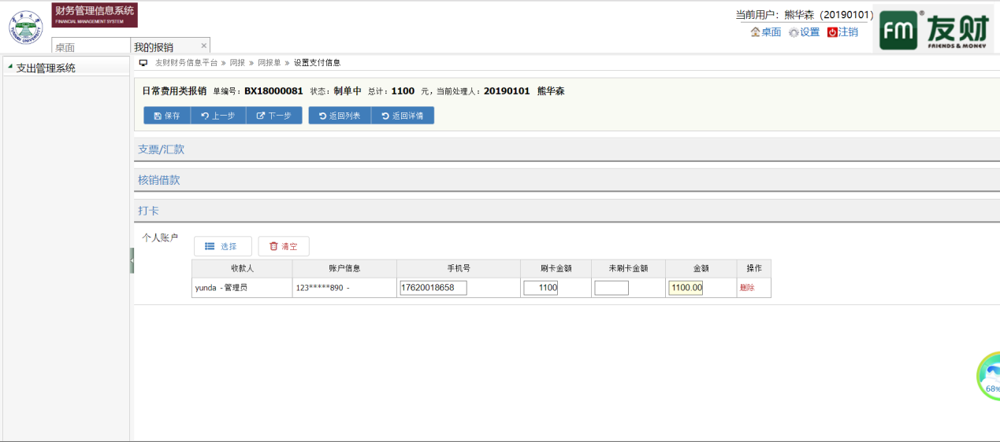 财务管理信息系统
FINANCIAL MANAGEMENT SYSTEM
当前用户：熊华森（20190101）
桌面 设置 注销
FM® 友财
FRIENDS & MONEY
YUNNAN UNIVERSITY
桌面 我的报销 ×
支出管理系统
友财财务信息平台 » 网报 » 网报单 » 设置支付信息
日常费用类报销 单编号：BX18000081 状态：制单中 总计：1100 元，当前处理人：20190101 熊华森
保存 上一步 下一步 返回列表 返回详情
支票/汇款
核销借款
打卡
个人账户 选择 清空
收款人 账户信息 手机号 刷卡金额 未刷卡金额 金额 操作
yunda -管理员 123*****890 - 17620018658 1100 1100.00 删除
68%